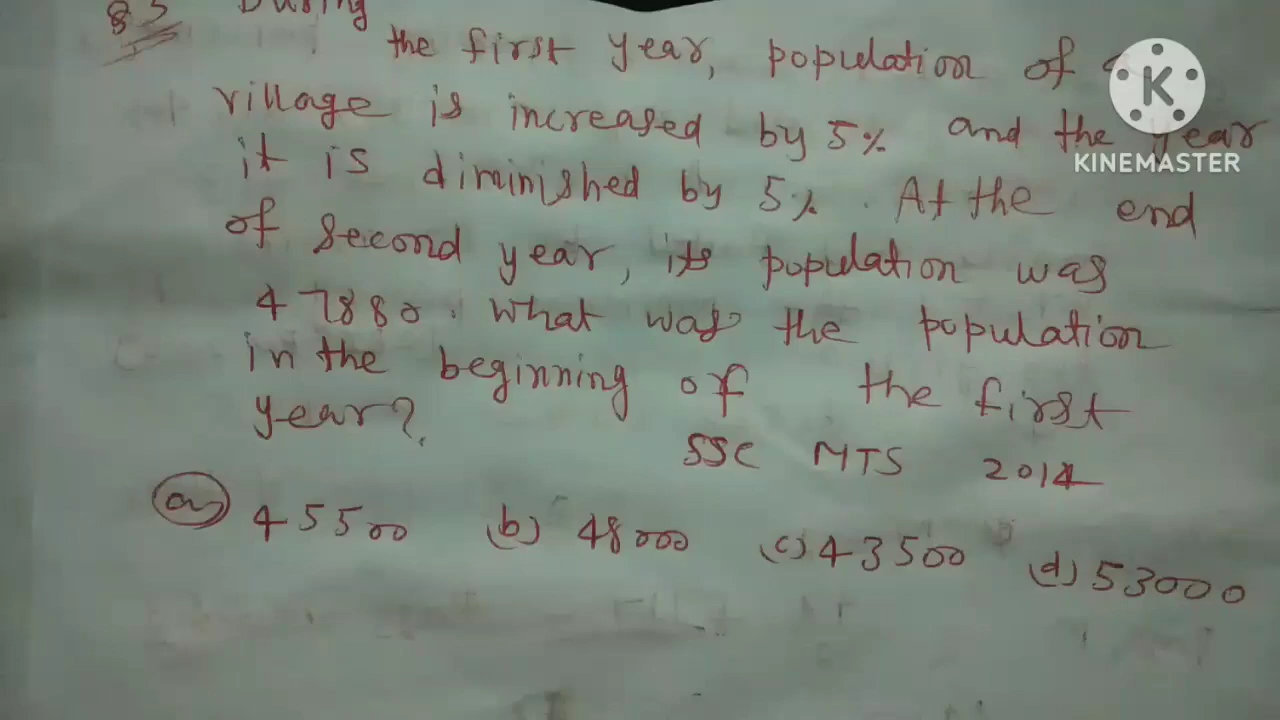 Q5 During
the first year, population of
village is increased by 5% and the year
it is diminished by 5%. At the end
of second year, its population was
47880. What was the population
in the beginning of the first
year?
SSC MTS 2014
(a) 45500 (b) 48000 (c) 43500 (d) 53000
K
KINEMASTER